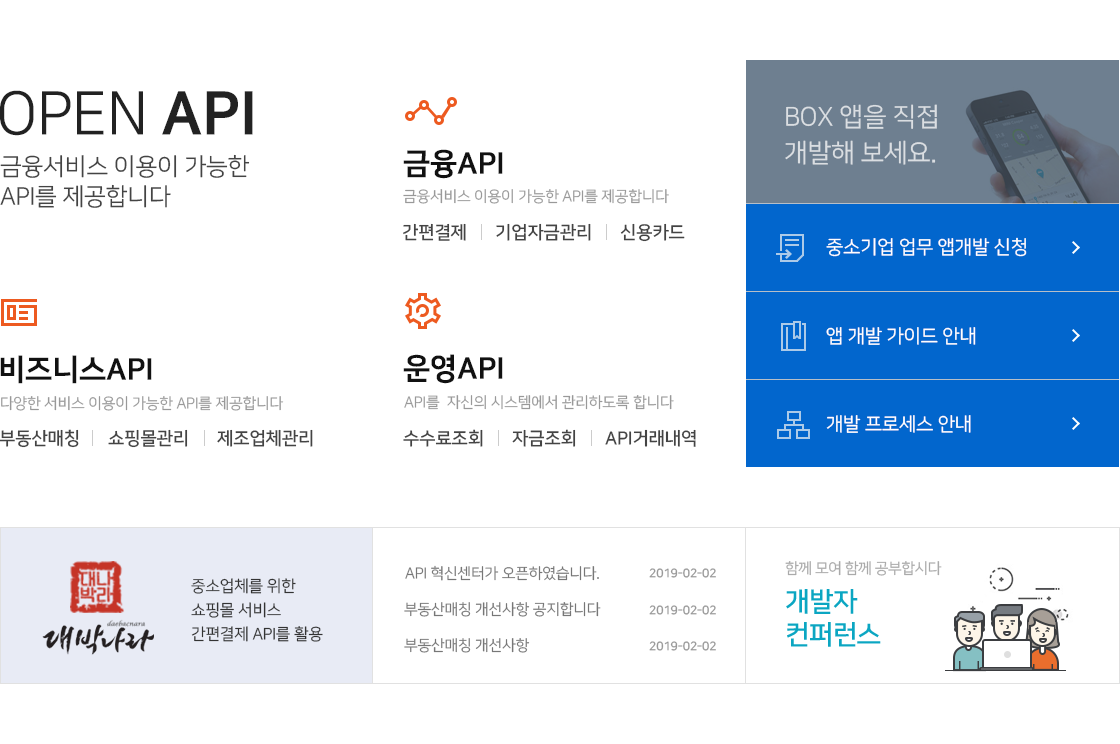 OPEN API
금융서비스 이용이 가능한
API를 제공합니다
금융API
금융서비스 이용이 가능한 API를 제공합니다
간편결제 | 기업자금관리 | 신용카드
비즈니스API
다양한 서비스 이용이 가능한 API를 제공합니다
부동산매칭 | 쇼핑몰관리 | 제조업체관리
운영API
API를 자신의 시스템에서 관리하도록 합니다
수수료조회 | 자금조회 | API거래내역
BOX 앱을 직접
개발해 보세요.
중소기업 업무 앱개발 신청
앱 개발 가이드 안내
개발 프로세스 안내
대나
박라
daebacnara
대박나라
중소업체를 위한
쇼핑몰 서비스
간편결제 API를 활용
API 혁신센터가 오픈하였습니다. 2019-02-02
부동산매칭 개선사항 공지합니다 2019-02-02
부동산매칭 개선사항 2019-02-02
함께 모여 함께 공부합시다
개발자
컨퍼런스